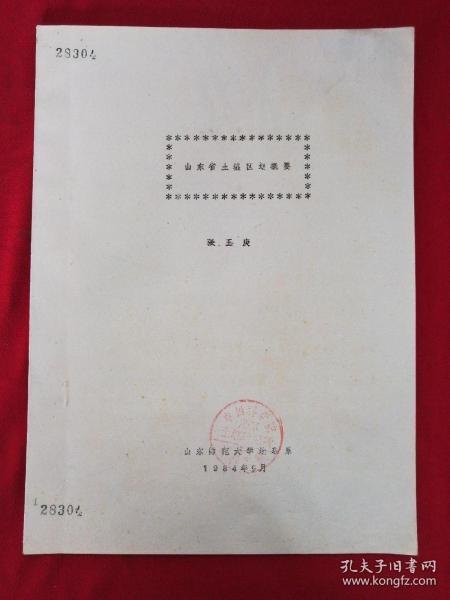 28304
山东省土壤区划概要
张玉庚
山东师范大学地理系
1984年5月
28304
孔夫子旧书网
www.kongfz.com